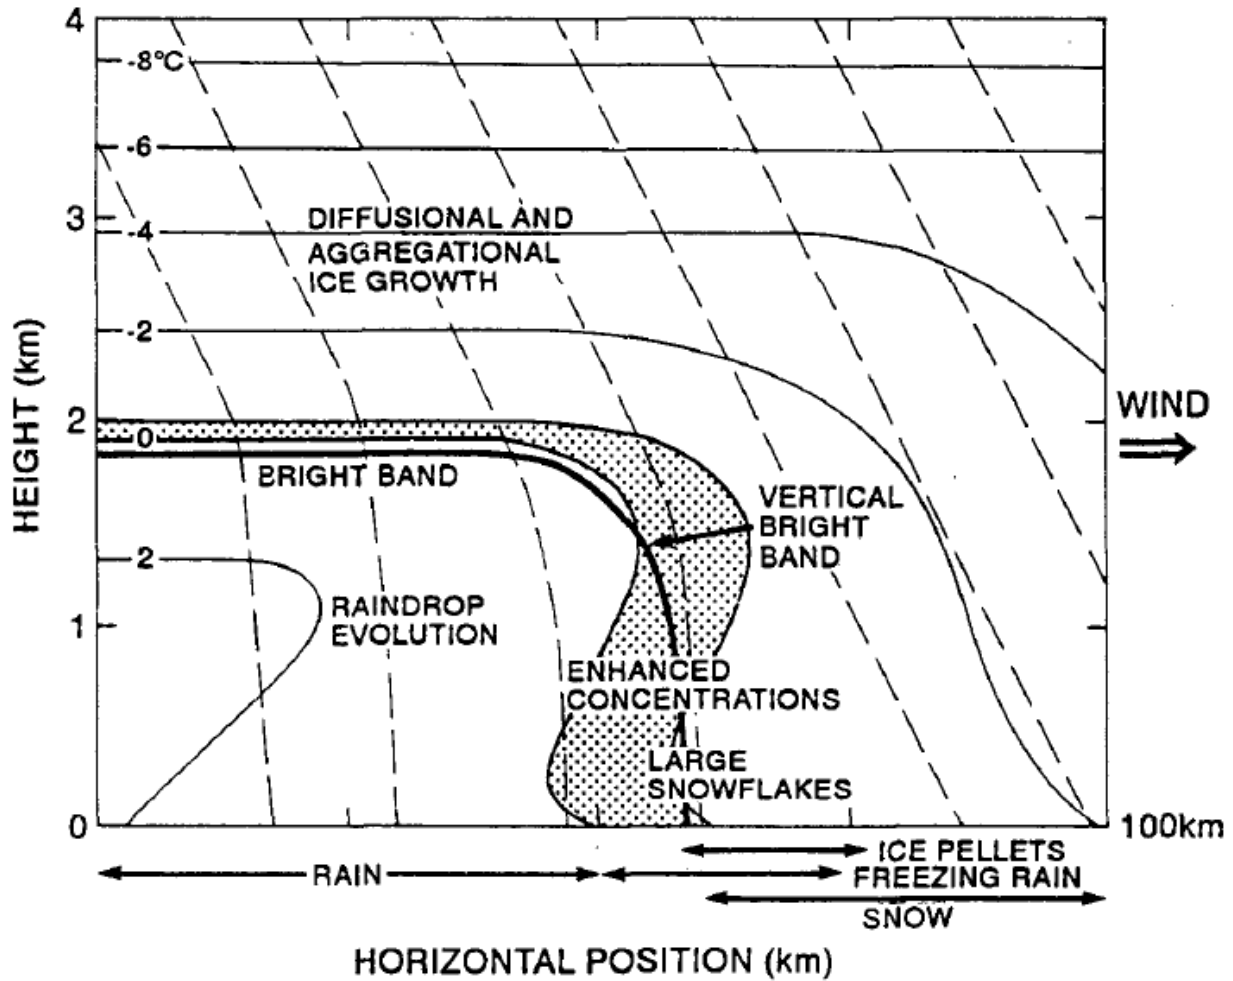 4
-8°C
-6
3
-4
DIFFUSIONAL AND
AGGREGATIONAL
ICE GROWTH
-2
HEIGHT (km)
2
0
WIND
BRIGHT BAND
VERTICAL
BRIGHT
BAND
2
1
RAINDROP
EVOLUTION
ENHANCED
CONCENTRATIONS
LARGE
SNOWFLAKES
0
100km
ICE PELLETS
RAIN
FREEZING RAIN
SNOW
HORIZONTAL POSITION (km)